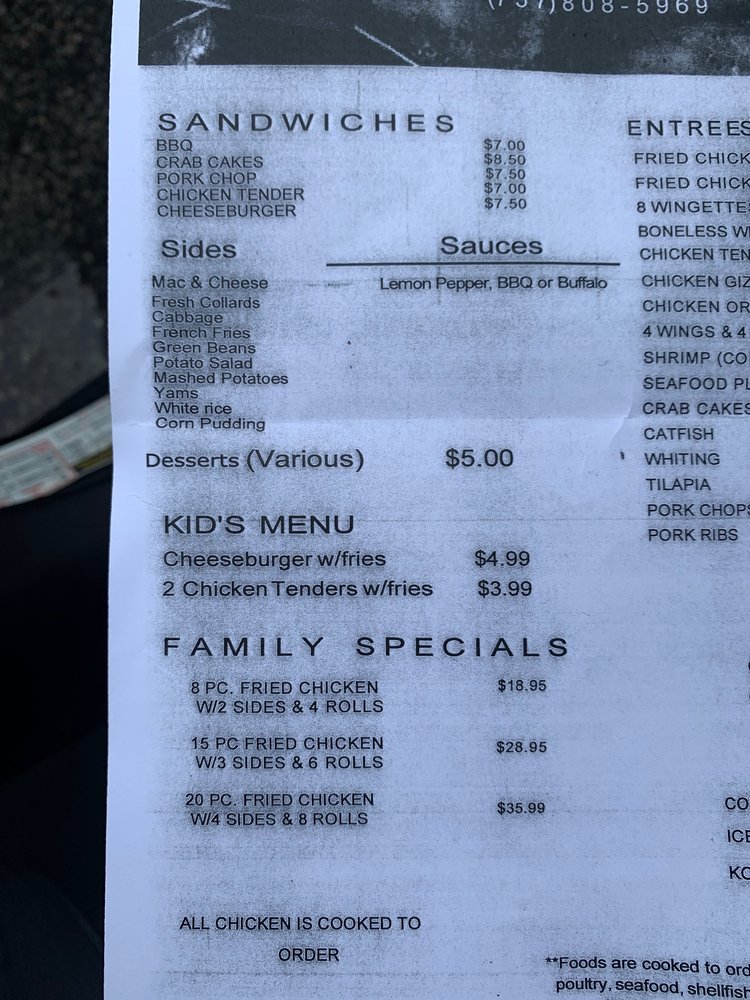 (757)808-5969
SANDWICHES
BBQ $7.00
CRAB CAKES $8.50
PORK CHOP $7.50
CHICKEN TENDER $7.00
CHEESEBURGER $7.50
Sides
Mac & Cheese
Fresh Collards
Cabbage
French Fries
Green Beans
Potato Salad
Mashed Potatoes
Yams
White rice
Corn Pudding
Sauces
Lemon Pepper, BBQ or Buffalo
Desserts (Various) $5.00
KID'S MENU
Cheeseburger w/fries $4.99
2 Chicken Tenders w/fries $3.99
FAMILY SPECIALS
8 PC. FRIED CHICKEN $18.95
W/2 SIDES & 4 ROLLS
15 PC FRIED CHICKEN $28.95
W/3 SIDES & 6 ROLLS
20 PC. FRIED CHICKEN $35.99
W/4 SIDES & 8 ROLLS
ALL CHICKEN IS COOKED TO
ORDER
ENTREES
FRIED CHICK
FRIED CHICK
8 WINGETTE
BONELESS WI
CHICKEN TEN
CHICKEN GIZ
CHICKEN OR
4 WINGS & 4
SHRIMP (CO
SEAFOOD PL
CRAB CAKES
CATFISH
WHITING
TILAPIA
PORK CHOPS
PORK RIBS
CO
ICE
KO
**Foods are cooked to ord
poultry, seafood, shellfish